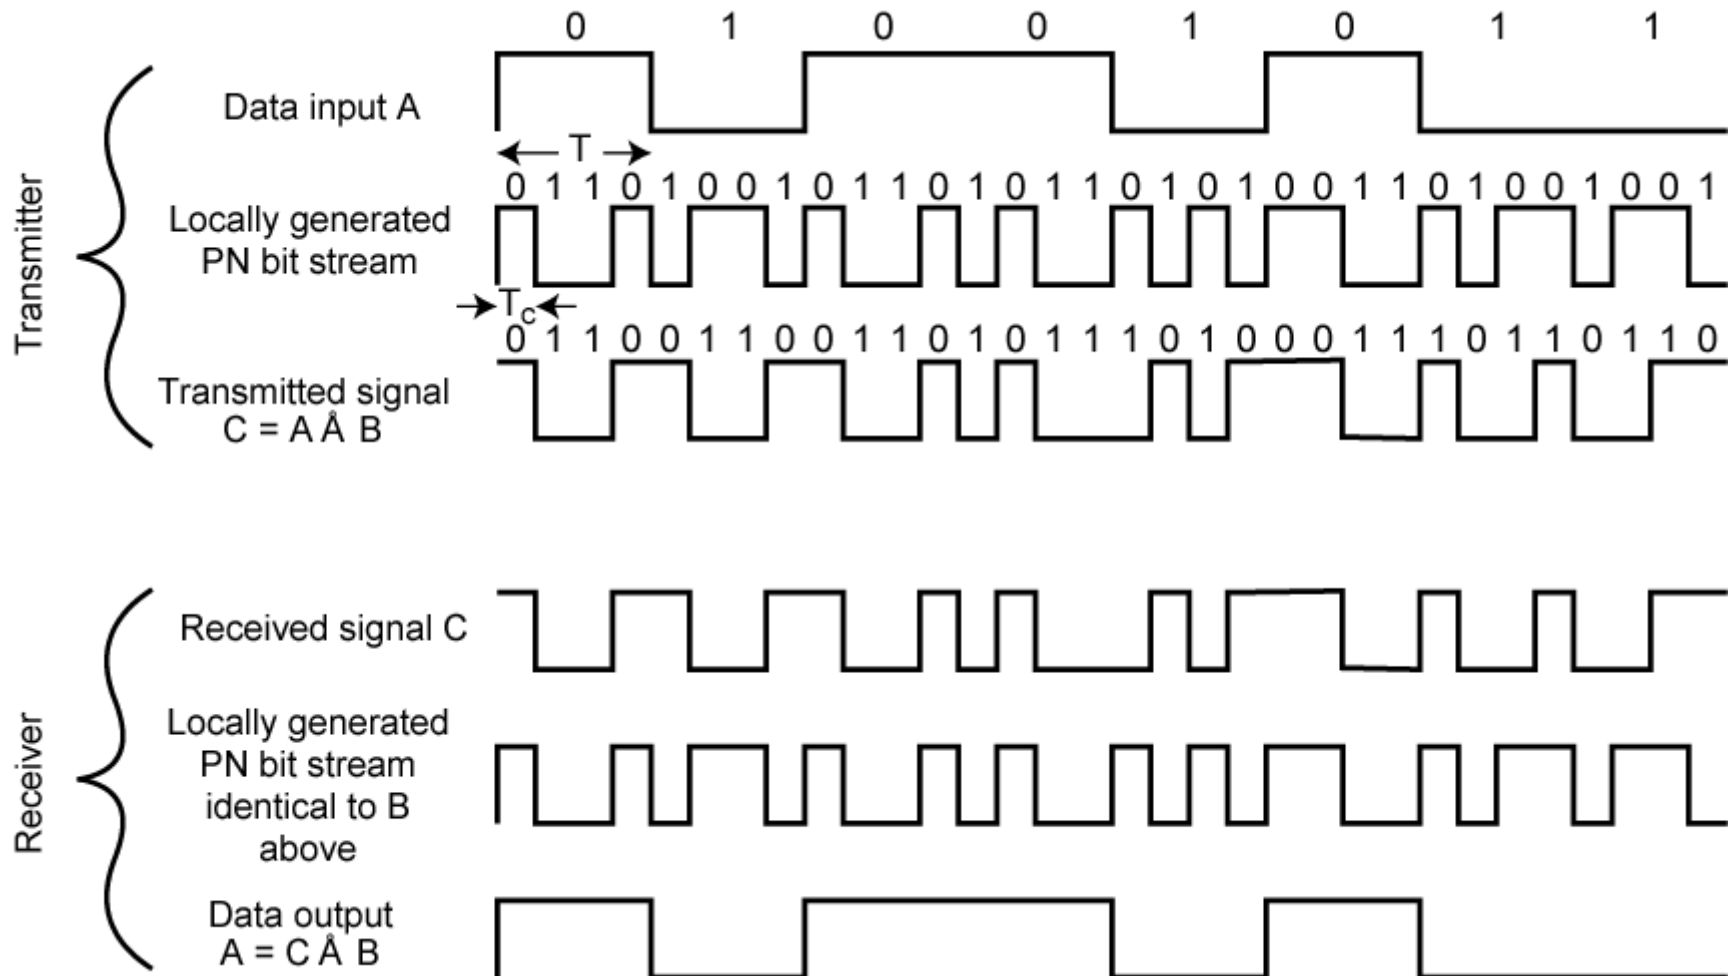 0 1 0 0 1 0 1 1
Transmitter
Data input A
T
0 1 1 0 1 0 0 1 0 1 1 0 1 0 1 1 0 1 0 1 0 0 1 1 0 1 0 0 1 0 0 1
Locally generated
PN bit stream
Tc
0 1 1 0 0 1 1 0 0 1 1 0 1 0 1 1 1 0 1 0 0 0 1 1 1 0 1 1 0 1 1 0
Transmitted signal
C = A Å B
Receiver
Received signal C
Locally generated
PN bit stream
identical to B
above
Data output
A = C Å B